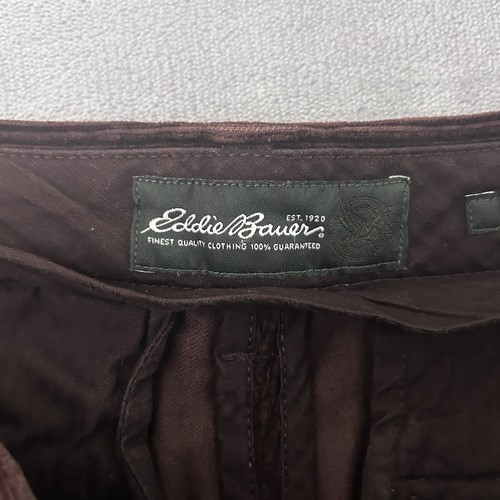 EST. 1920
Eddie Bauer®
FINEST QUALITY CLOTHING 100% GUARANTEED